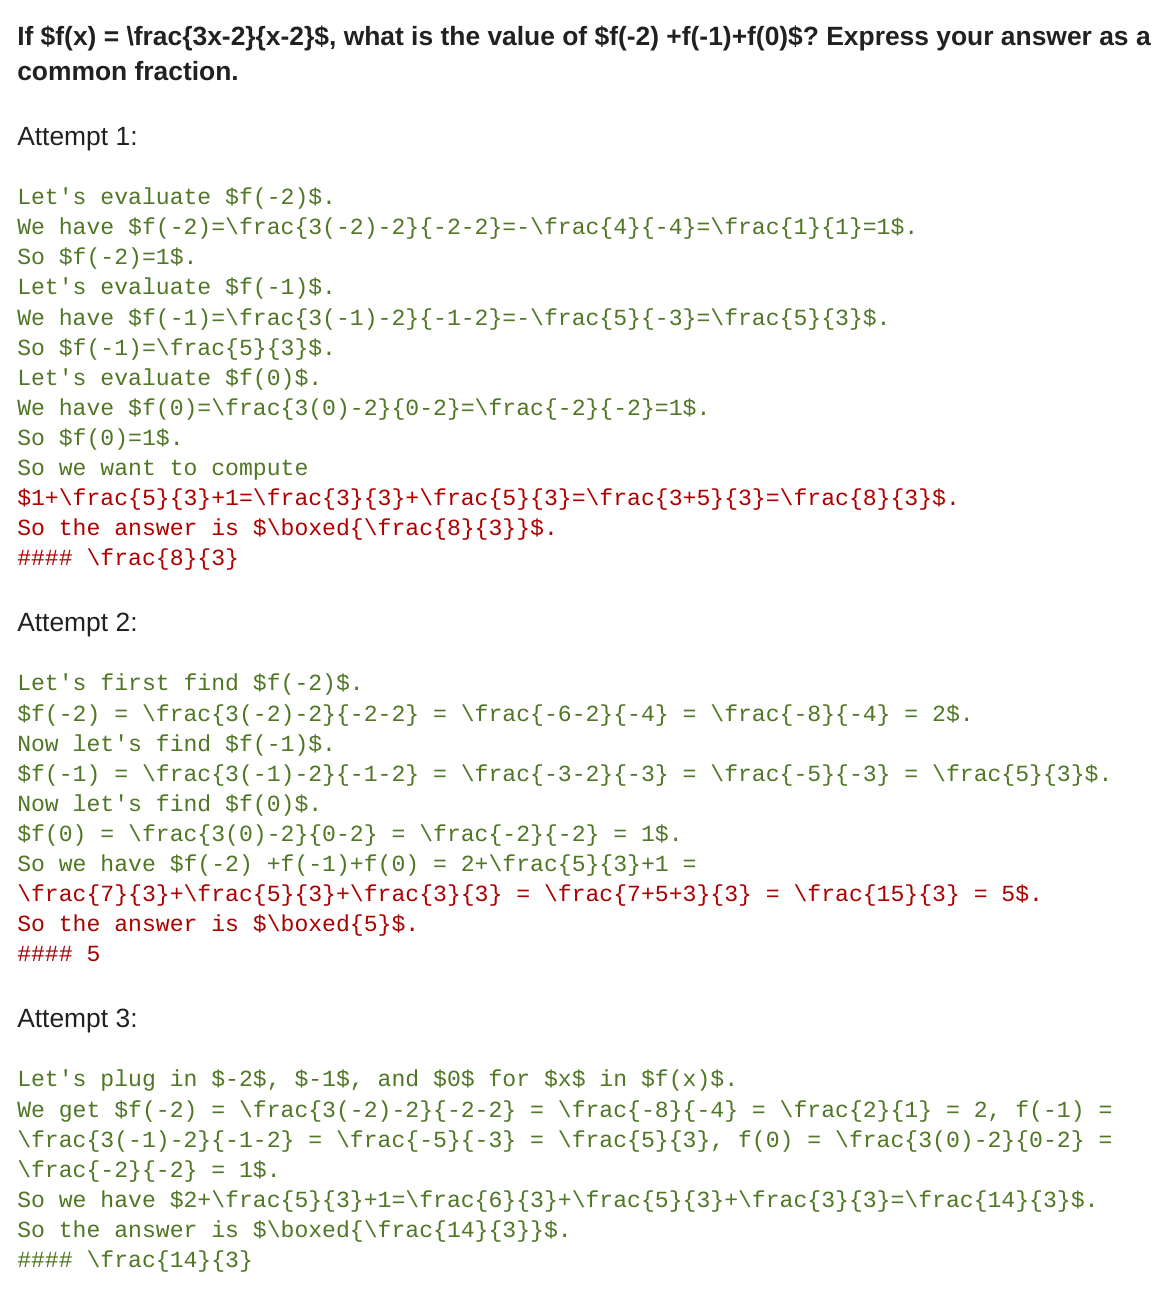 If $f(x) = \frac{3x-2}{x-2}$, what is the value of $f(-2) +f(-1)+f(0)$? Express your answer as a
common fraction.
Attempt 1:
Let's evaluate $f(-2)$.
We have $f(-2)=\frac{3(-2)-2}{-2-2}=-\frac{4}{-4}=\frac{1}{1}=1$.
So $f(-2)=1$.
Let's evaluate $f(-1)$.
We have $f(-1)=\frac{3(-1)-2}{-1-2}=-\frac{5}{-3}=\frac{5}{3}$.
So $f(-1)=\frac{5}{3}$.
Let's evaluate $f(0)$.
We have $f(0)=\frac{3(0)-2}{0-2}=\frac{-2}{-2}=1$.
So $f(0)=1$.
So we want to compute
$1+\frac{5}{3}+1=\frac{3}{3}+\frac{5}{3}=\frac{3+5}{3}=\frac{8}{3}$.
So the answer is $\boxed{\frac{8}{3}}$.
#### \frac{8}{3}
Attempt 2:
Let's first find $f(-2)$.
$f(-2) = \frac{3(-2)-2}{-2-2} = \frac{-6-2}{-4} = \frac{-8}{-4} = 2$.
Now let's find $f(-1)$.
$f(-1) = \frac{3(-1)-2}{-1-2} = \frac{-3-2}{-3} = \frac{-5}{-3} = \frac{5}{3}$.
Now let's find $f(0)$.
$f(0) = \frac{3(0)-2}{0-2} = \frac{-2}{-2} = 1$.
So we have $f(-2) +f(-1)+f(0) = 2+\frac{5}{3}+1 =
\frac{7}{3}+\frac{5}{3}+\frac{3}{3} = \frac{7+5+3}{3} = \frac{15}{3} = 5$.
So the answer is $\boxed{5}$.
#### 5
Attempt 3:
Let's plug in $-2$, $-1$, and $0$ for $x$ in $f(x)$.
We get $f(-2) = \frac{3(-2)-2}{-2-2} = \frac{-8}{-4} = \frac{2}{1} = 2, f(-1) =
\frac{3(-1)-2}{-1-2} = \frac{-5}{-3} = \frac{5}{3}, f(0) = \frac{3(0)-2}{0-2} =
\frac{-2}{-2} = 1$.
So we have $2+\frac{5}{3}+1=\frac{6}{3}+\frac{5}{3}+\frac{3}{3}=\frac{14}{3}$.
So the answer is $\boxed{\frac{14}{3}}$.
#### \frac{14}{3}